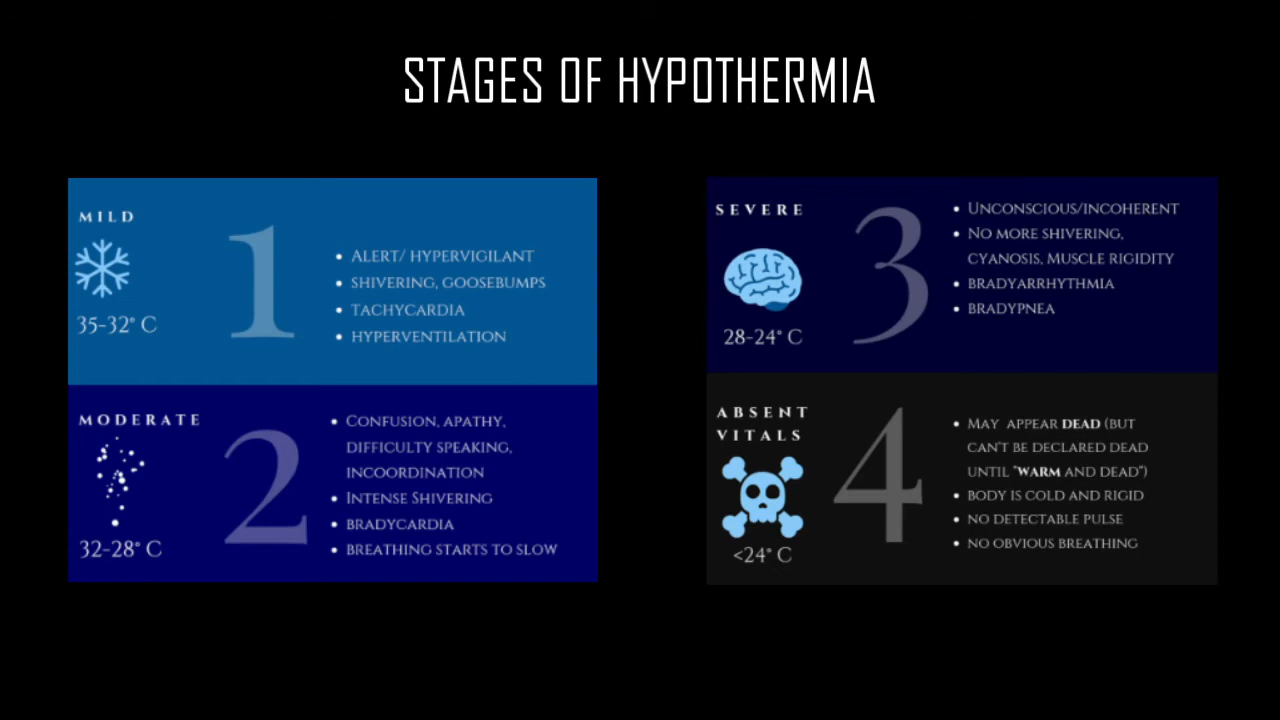 STAGES OF HYPOTHERMIA
MILD
1
35-32° C
• ALERT/ HYPERVIGILANT
• SHIVERING, GOOSEBUMPS
• TACHYCARDIA
• HYPERVENTILATION
MODERATE
2
32-28° C
• CONFUSION, APATHY,
DIFFICULTY SPEAKING,
INCOORDINATION
• INTENSE SHIVERING
• BRADYCARDIA
• BREATHING STARTS TO SLOW
SEVERE
3
28-24° C
• UNCONSCIOUS/INCOHERENT
• NO MORE SHIVERING,
CYANOSIS, MUSCLE RIGIDITY
• BRADYARRHYTHMIA
• BRADYPNEA
ABSENT
VITALS
4
<24° C
• MAY APPEAR DEAD (BUT
CAN'T BE DECLARED DEAD
UNTIL "WARM AND DEAD")
• BODY IS COLD AND RIGID
• NO DETECTABLE PULSE
• NO OBVIOUS BREATHING